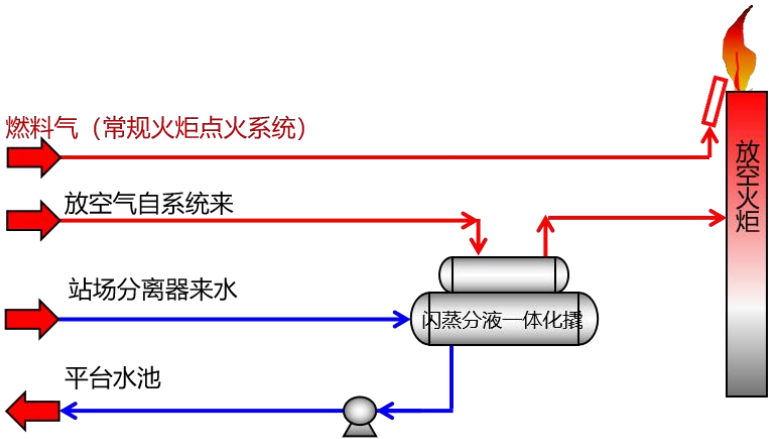 燃料气（常规火炬点火系统）
放空气自系统来
站场分离器来水
闪蒸分液一体化撬
平台水池
放空火炬